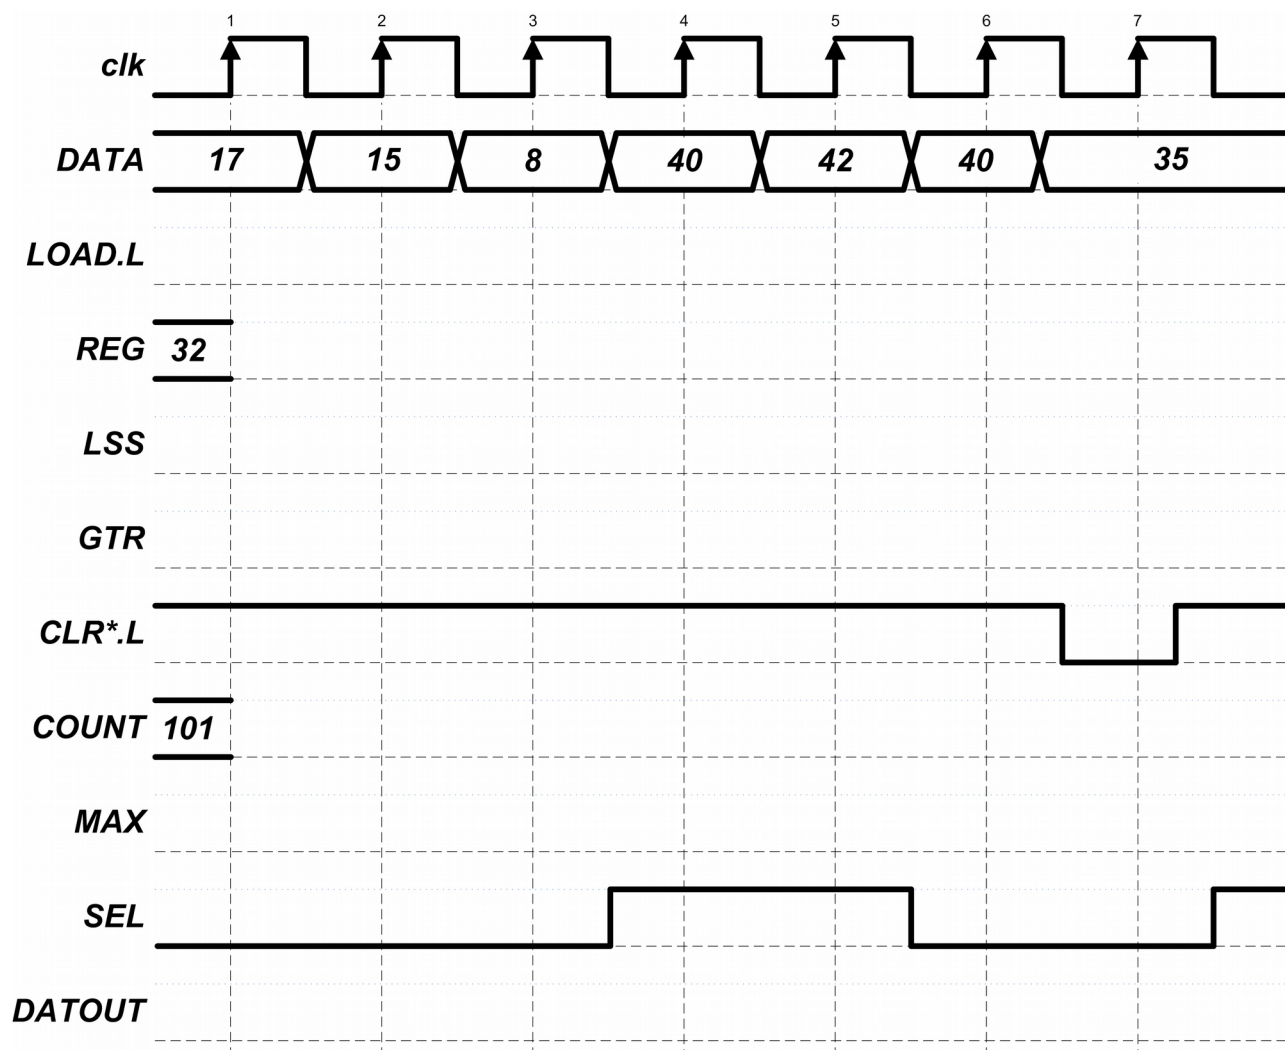 1 2 3 4 5 6 7
clk
DATA 17 15 8 40 42 40 35
LOAD.L
REG 32
LSS
GTR
CLR*.L
COUNT 101
MAX
SEL
DATOUT